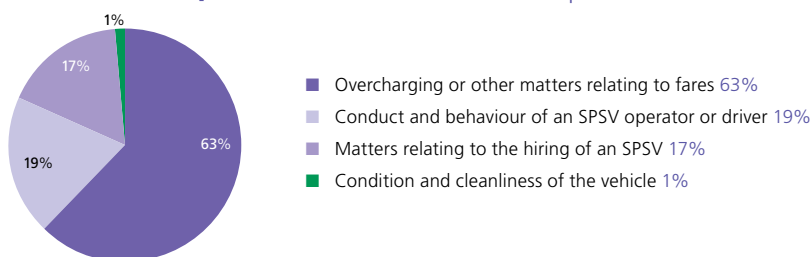 1%
17%
63%
19%
Overcharging or other matters relating to fares 63%
Conduct and behaviour of an SPSV operator or driver 19%
Matters relating to the hiring of an SPSV 17%
Condition and cleanliness of the vehicle 1%